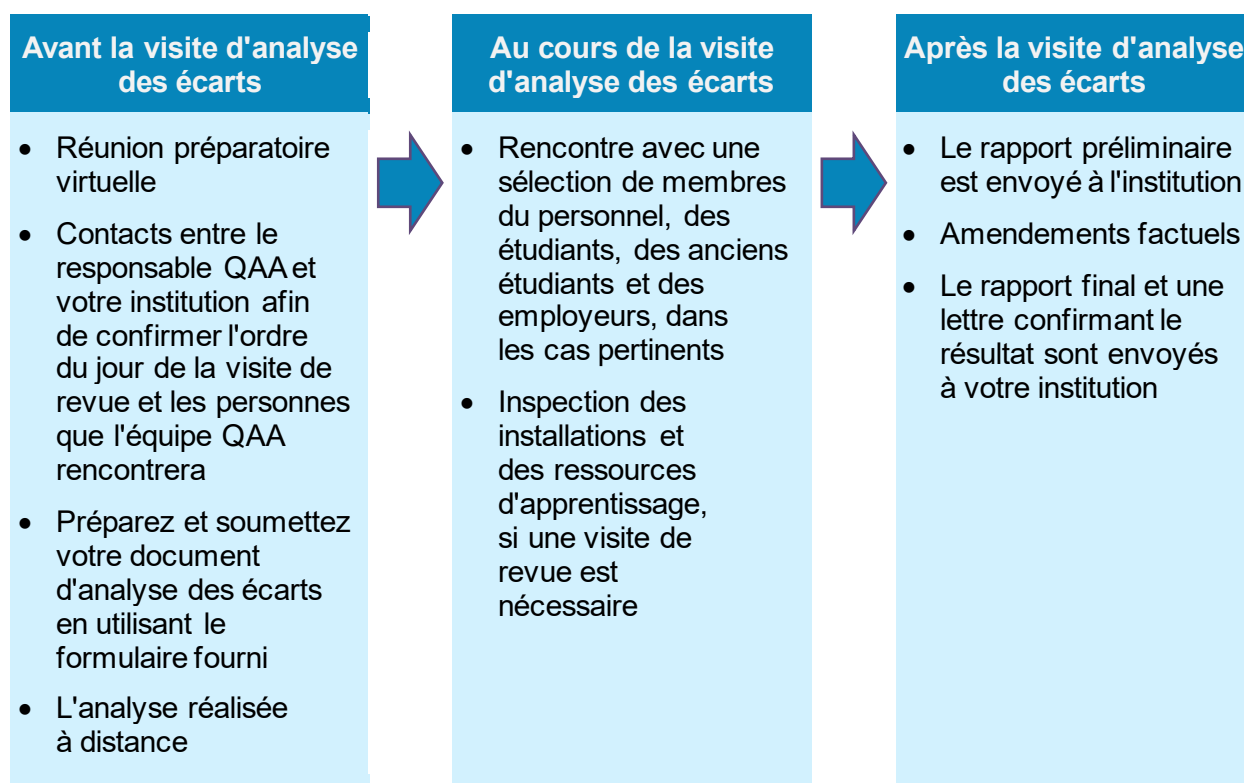 Avant la visite d'analyse
des écarts
• Réunion préparatoire
virtuelle
• Contacts entre le
responsable QAA et
votre institution afin
de confirmer l'ordre
du jour de la visite de
revue et les personnes
que l'équipe QAA
rencontrera
• Préparez et soumettez
votre document
d'analyse des écarts
en utilisant le
formulaire fourni
• L'analyse réalisée
à distance
Au cours de la visite
d'analyse des écarts
• Rencontre avec une
sélection de membres
du personnel, des
étudiants, des anciens
étudiants et des
employeurs, dans
les cas pertinents
• Inspection des
installations et
des ressources
d'apprentissage,
si une visite de
revue est
nécessaire
Après la visite d'analyse
des écarts
• Le rapport préliminaire
est envoyé à l'institution
• Amendements factuels
• Le rapport final et une
lettre confirmant le
résultat sont envoyés
à votre institution